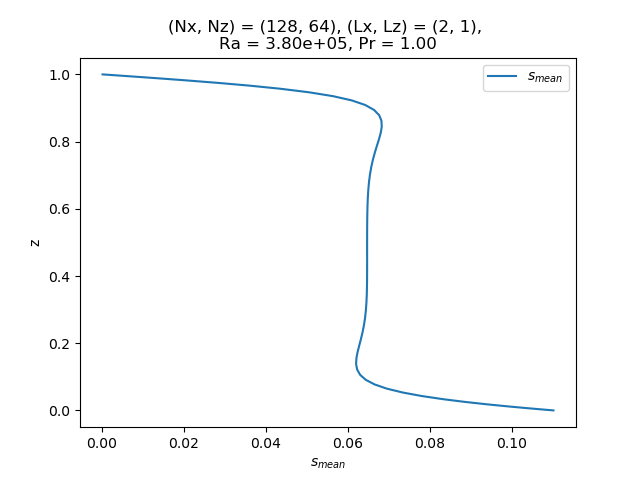 (Nx, Nz) = (128, 64), (Lx, Lz) = (2, 1),
Ra = 3.80e+05, Pr = 1.00
s_mean
1.0
0.8
0.6
0.4
0.2
0.0
z
0.00 0.02 0.04 0.06 0.08 0.10
s_mean